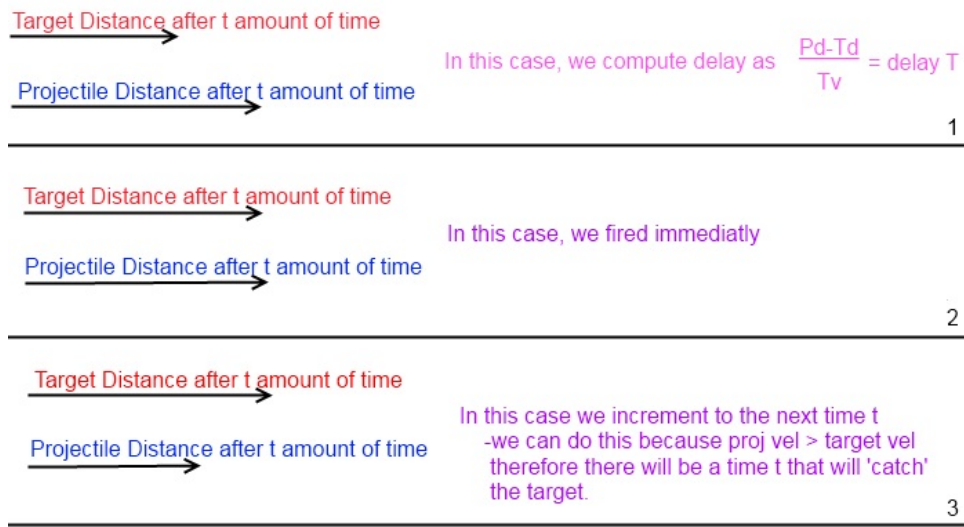 Target Distance after t amount of time
In this case, we compute delay as Pd-Td / Tv = delay T
Projectile Distance after t amount of time
1
Target Distance after t amount of time
In this case, we fired immediatly
Projectile Distance after t amount of time
2
Target Distance after t amount of time
Projectile Distance after t amount of time
In this case we increment to the next time t
-we can do this because proj vel > target vel
therefore there will be a time t that will 'catch'
the target.
3